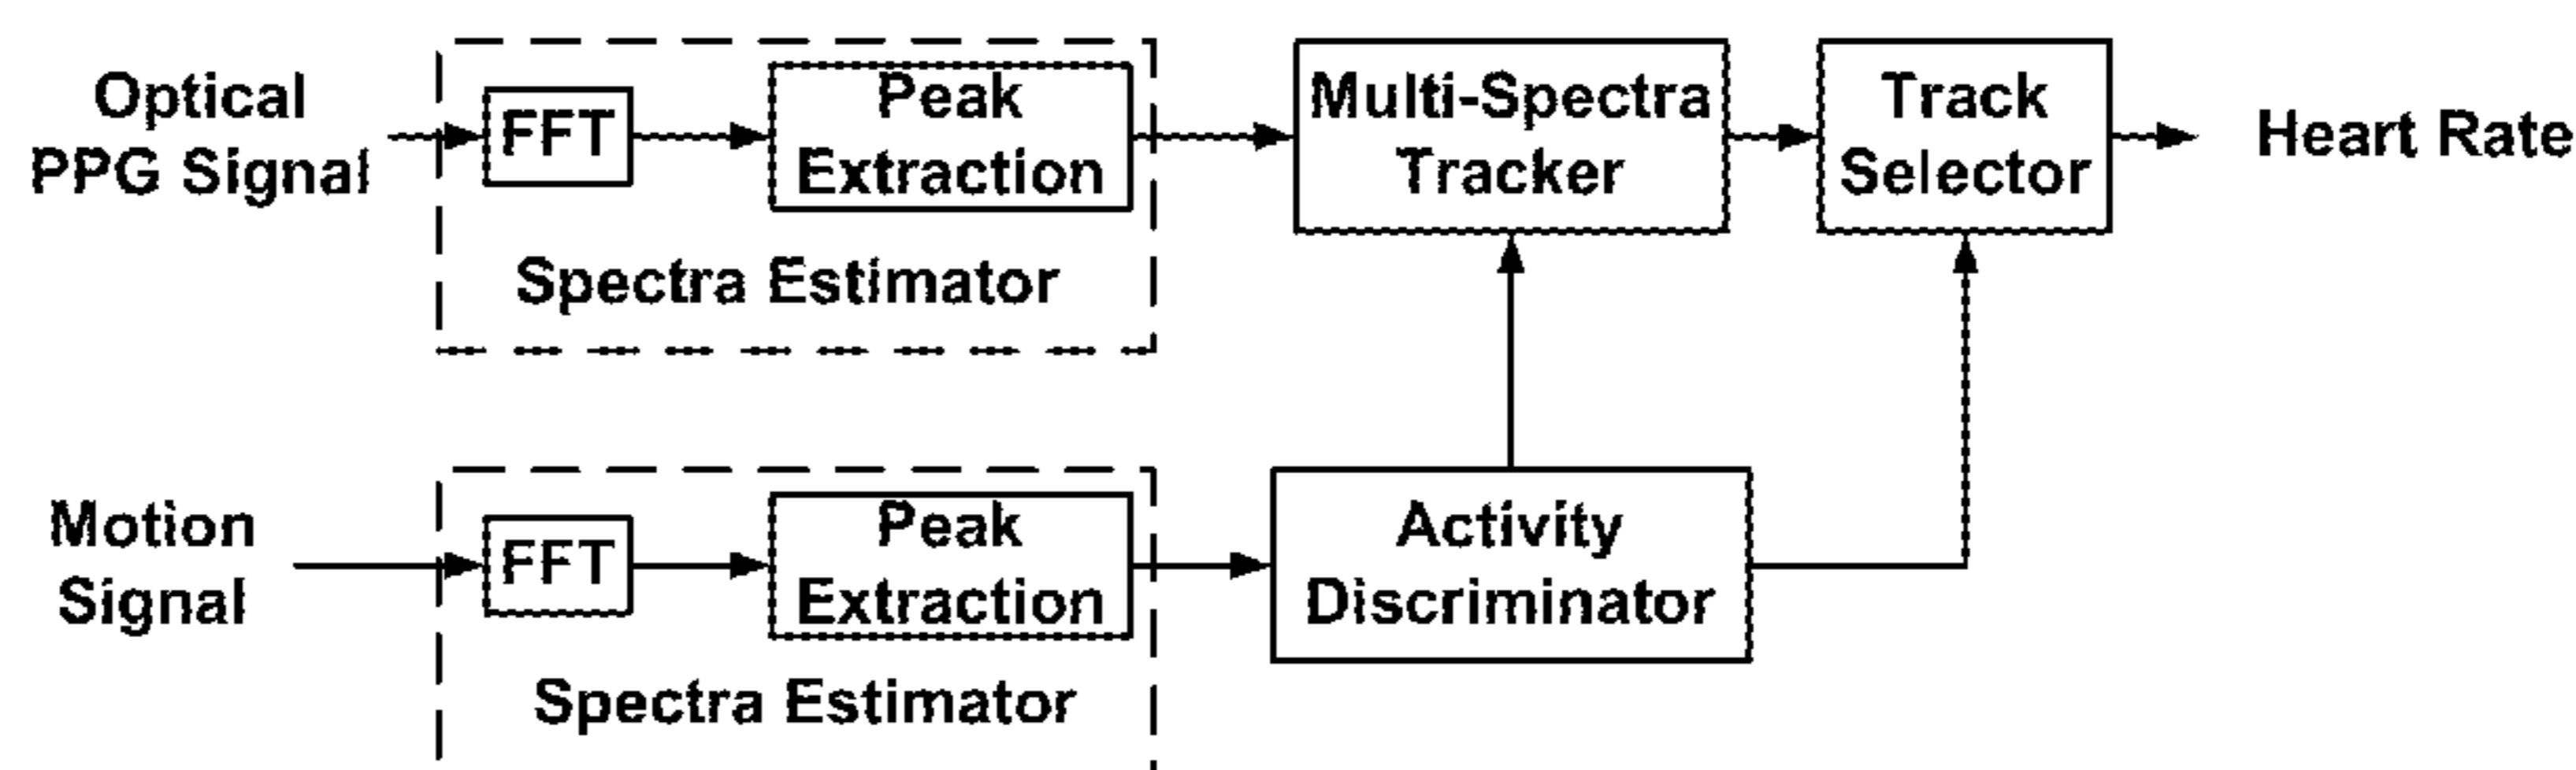 Optical
PPG Signal
FFT
Peak
Extraction
Spectra Estimator
Multi-Spectra
Tracker
Track
Selector
Heart Rate
Motion
Signal
FFT
Peak
Extraction
Spectra Estimator
Activity
Discriminator